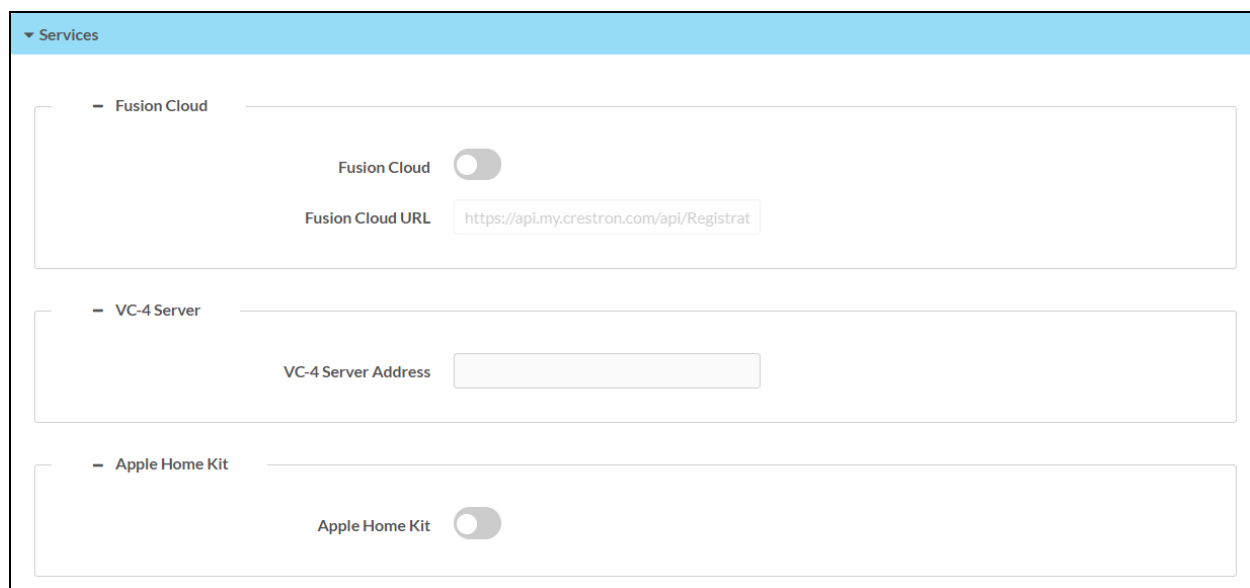 Services
Fusion Cloud
Fusion Cloud
Fusion Cloud URL https://api.my.crestron.com/api/Registrat
VC-4 Server
VC-4 Server Address
Apple Home Kit
Apple Home Kit